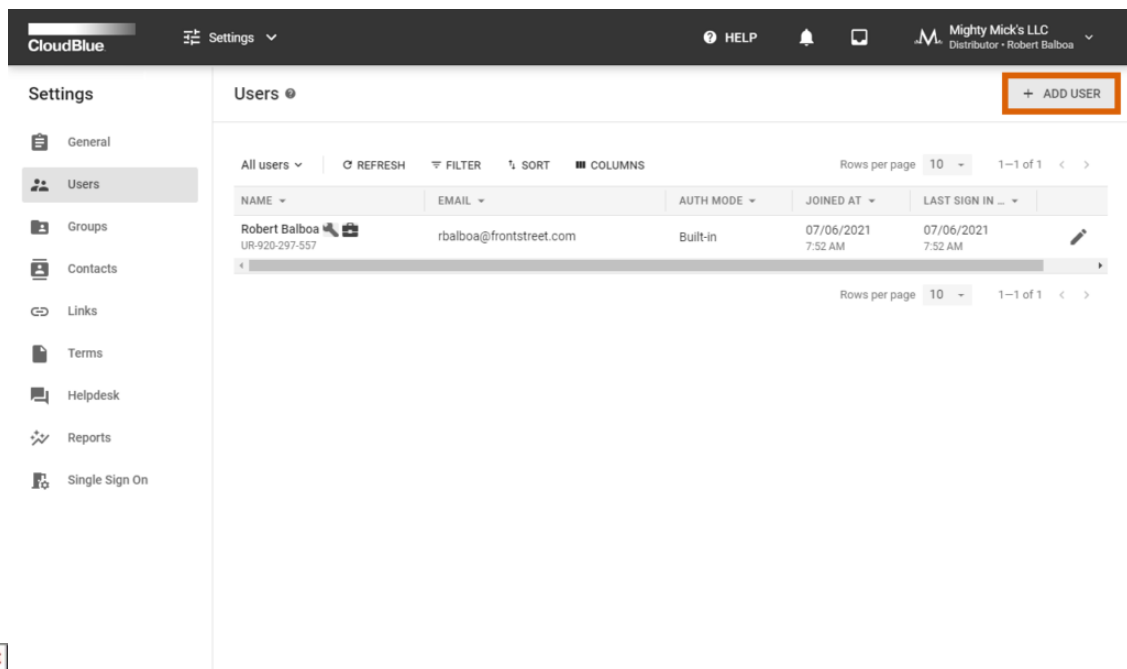 CloudBlue
Settings
HELP
Mighty Mick's LLC
Distributor • Robert Balboa
Settings
Users
+ ADD USER
General
Users
Groups
Contacts
Links
Terms
Helpdesk
Reports
Single Sign On
All users
REFRESH
FILTER
SORT
COLUMNS
Rows per page 10 1–1 of 1
NAME EMAIL AUTH MODE JOINED AT LAST SIGN IN ...
Robert Balboa rbalboa@frontstreet.com Built-in 07/06/2021 07/06/2021
UR-920-297-557 7:52 AM 7:52 AM
Rows per page 10 1–1 of 1